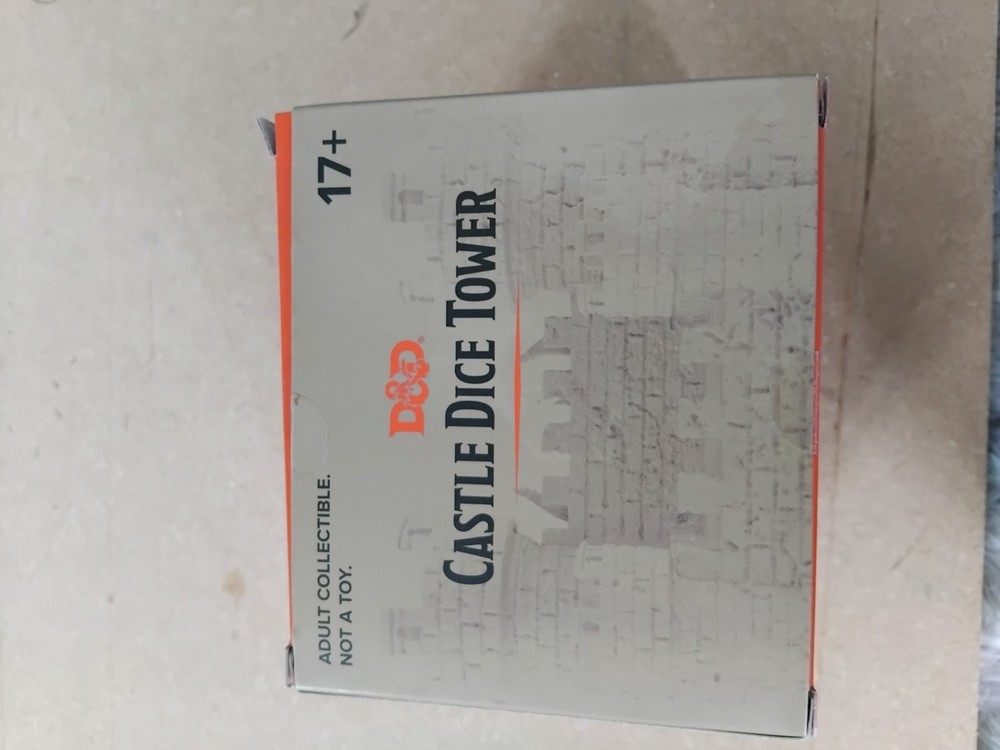 ADULT COLLECTIBLE.
NOT A TOY.
17+
D&D
CASTLE DICE TOWER